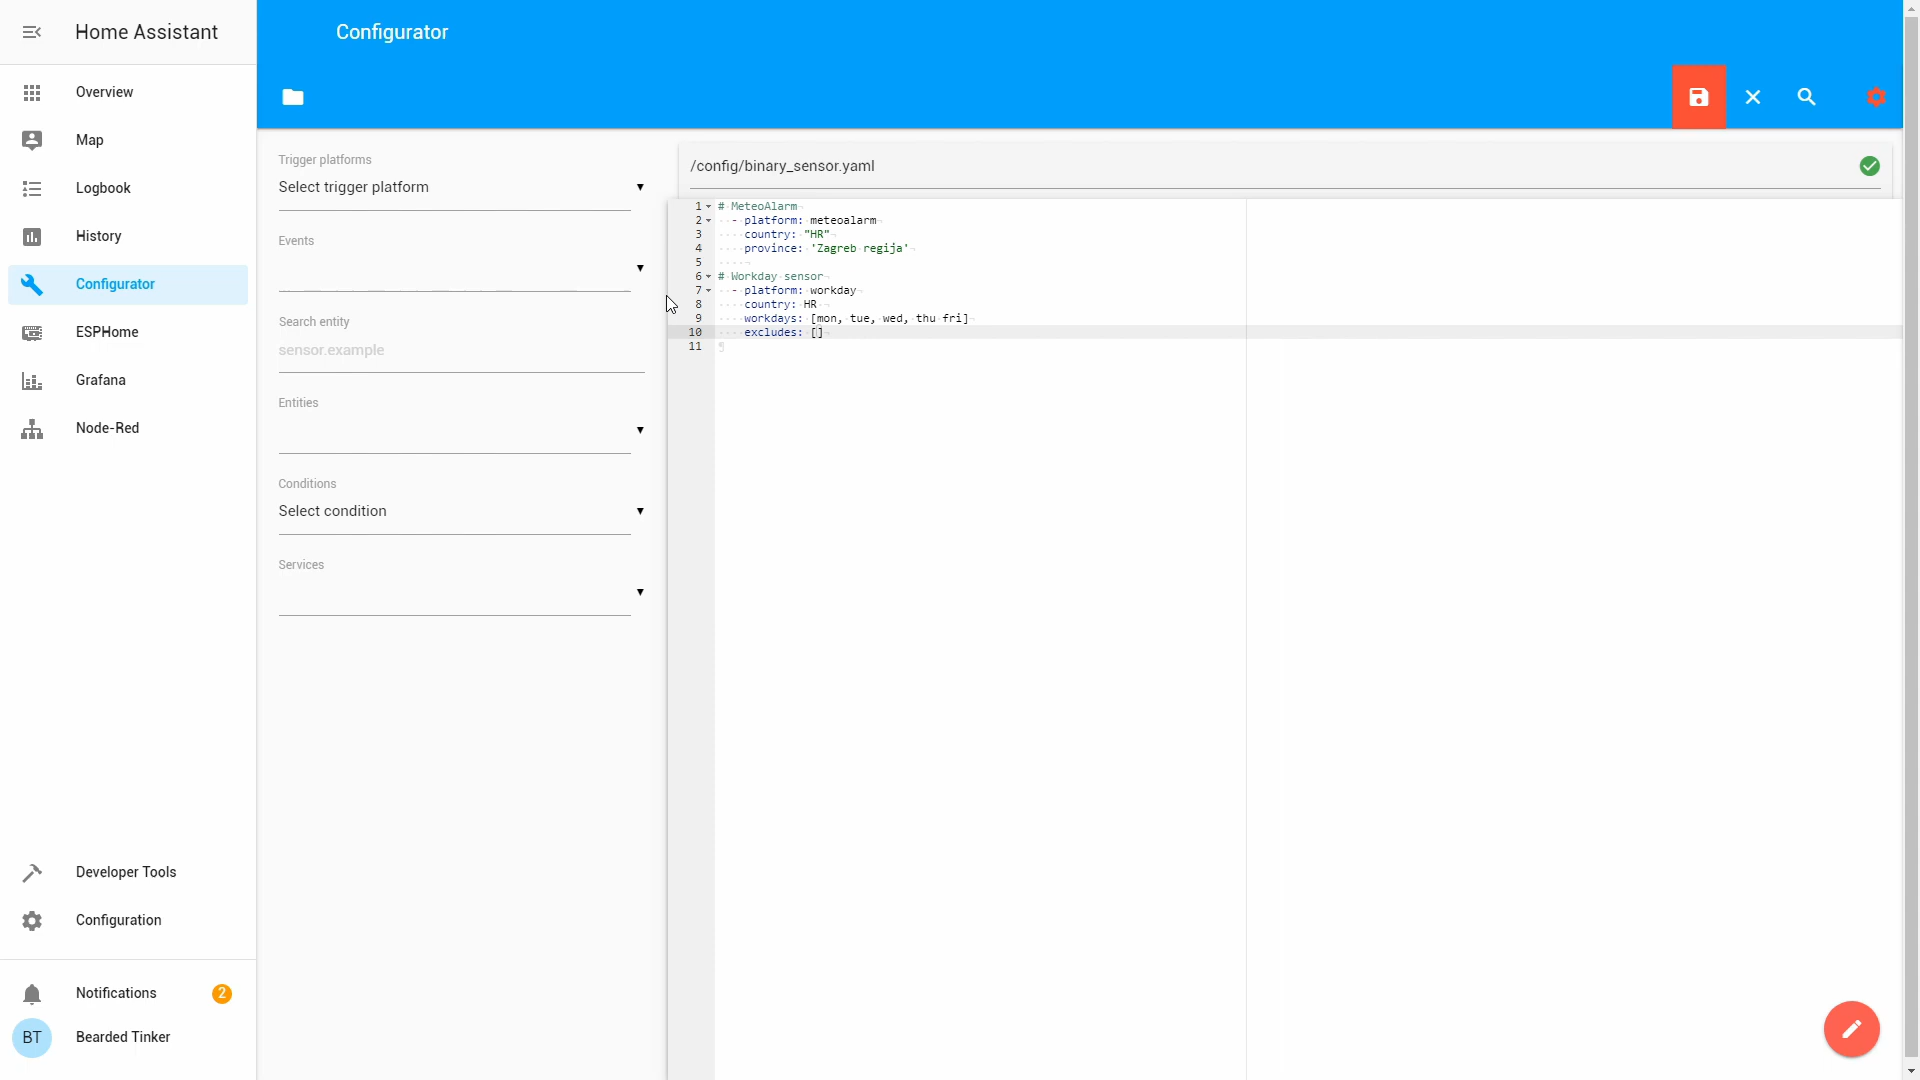 Home Assistant
Overview
Map
Logbook
History
Configurator
ESPHome
Grafana
Node-Red
Developer Tools
Configuration
Notifications 2
BT Bearded Tinker
Configurator
Trigger platforms
Select trigger platform
Events
Search entity
sensor.example
Entities
Conditions
Select condition
Services
/config/binary_sensor.yaml
1 # MeteoAlarm
2 - platform: meteoalarm
3 country: "HR"
4 province: 'Zagreb regija'
5
6 # Workday sensor
7 - platform: workday
8 country: HR
9 workdays: [mon, tue, wed, thu fri]
10 excludes: []
11